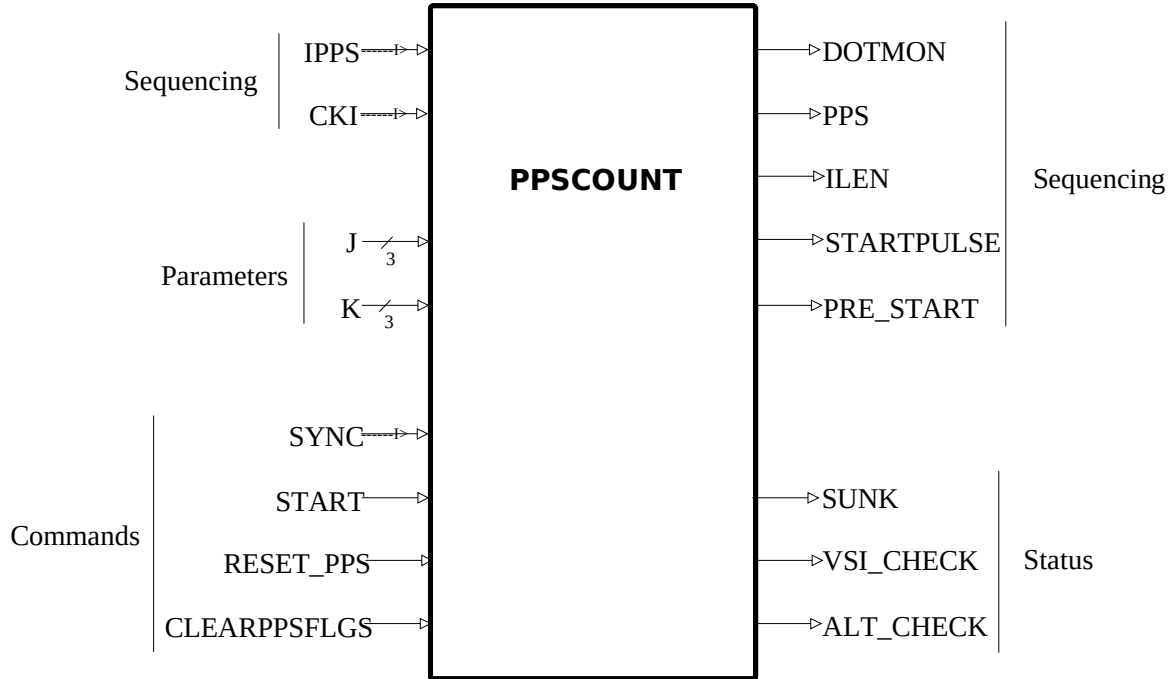 IPPS
Sequencing
CKI
J
3
Parameters
K
3
SYNC
START
Commands
RESET_PPS
CLEARPPSFLGS
PPSCOUNT
DOTMON
PPS
ILEN
Sequencing
STARTPULSE
PRE_START
SUNK
VSI_CHECK
Status
ALT_CHECK